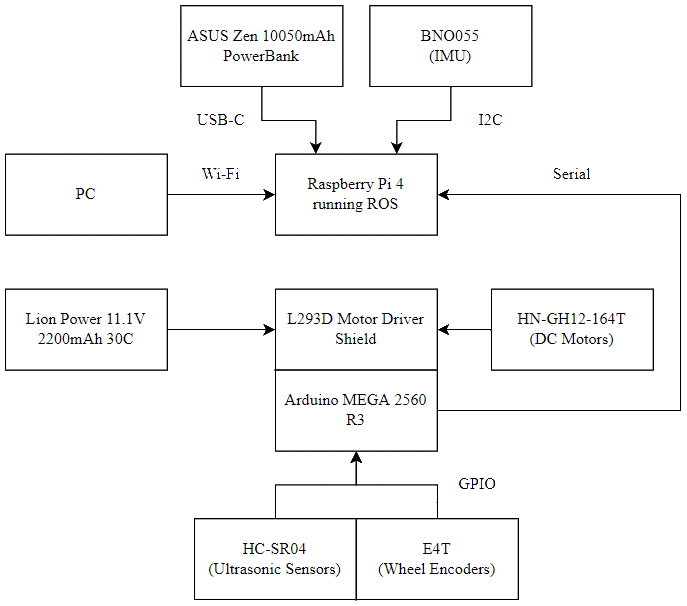 ASUS Zen 10050mAh
PowerBank
BNO055
(IMU)
USB-C
I2C
PC
Wi-Fi
Raspberry Pi 4
running ROS
Serial
Lion Power 11.1V
2200mAh 30C
L293D Motor Driver
Shield
HN-GH12-164T
(DC Motors)
Arduino MEGA 2560
R3
GPIO
HC-SR04
(Ultrasonic Sensors)
E4T
(Wheel Encoders)